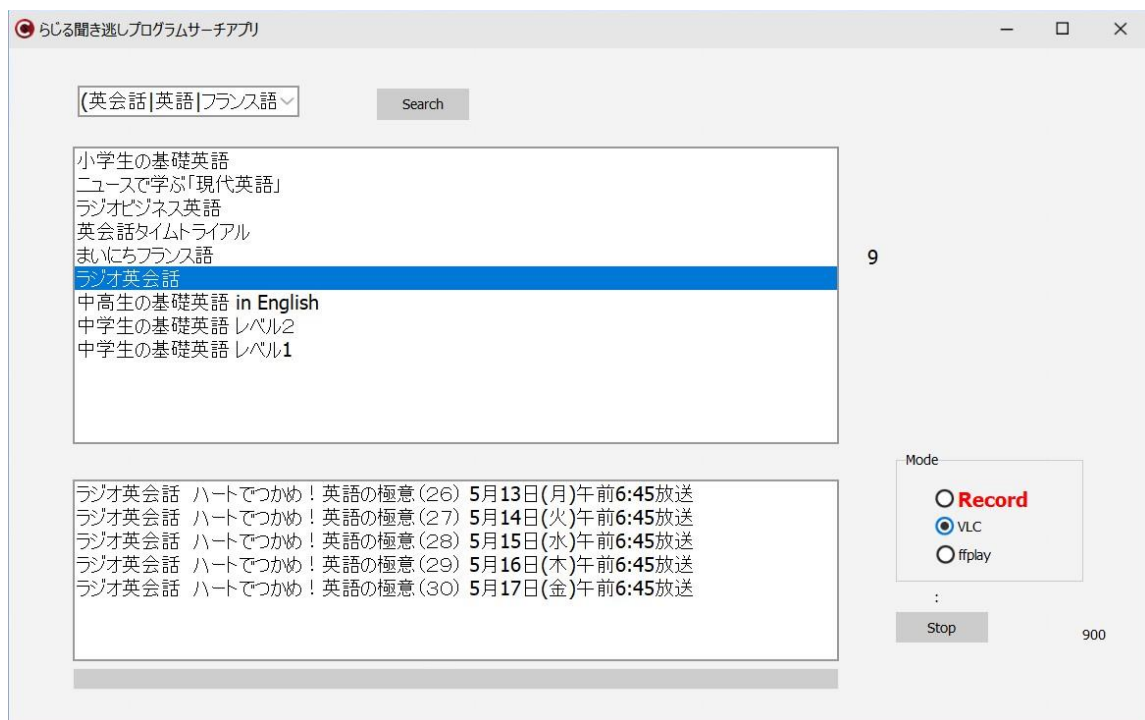 らじる聞き逃しプログラムサーチアプリ
(英会話|英語|フランス語
Search
小学生の基礎英語
ニュースで学ぶ「現代英語」
ラジオビジネス英語
英会話タイムトライアル
まいにちフランス語
ラジオ英会話
中高生の基礎英語 in English
中学生の基礎英語 レベル2
中学生の基礎英語 レベル1
9
ラジオ英会話 ハートでつかめ！英語の極意(26) 5月13日(月)午前6:45放送
ラジオ英会話 ハートでつかめ！英語の極意(27) 5月14日(火)午前6:45放送
ラジオ英会話 ハートでつかめ！英語の極意(28) 5月15日(水)午前6:45放送
ラジオ英会話 ハートでつかめ！英語の極意(29) 5月16日(木)午前6:45放送
ラジオ英会話 ハートでつかめ！英語の極意(30) 5月17日(金)午前6:45放送
Mode
Record
VLC
ffplay
:
Stop
900